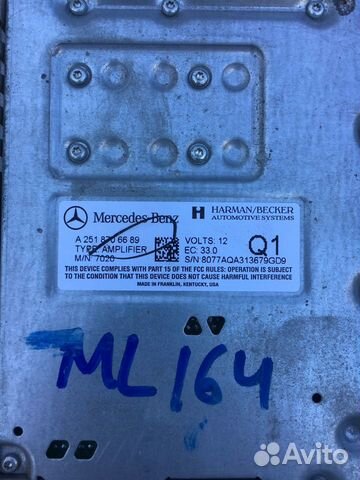 Mercedes-Benz
HARMAN/BECKER
AUTOMOTIVE SYSTEMS
A 251 870 66 89
TYPE: AMPLIFIER
M/N 7020
VOLTS: 12
EC: 33.0
S/N 8077AQA313679GD9
Q1
THIS DEVICE COMPLIES WITH PART 15 OF THE FCC RULES: OPERATION IS SUBJECT
TO THE CONDITION THAT THIS DEVICE DOES NOT CAUSE HARMFUL INTERFERENCE
MADE IN FRANKLIN, KENTUCKY, USA
ML164
Avito